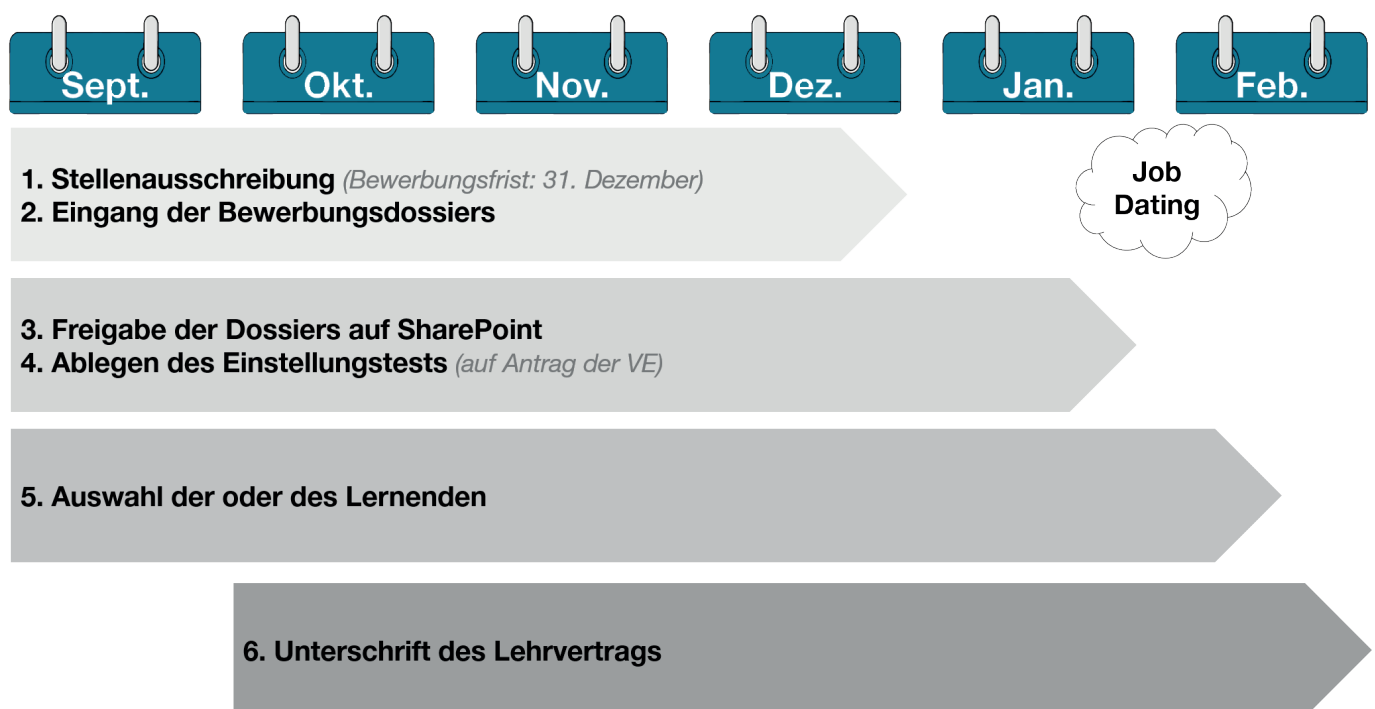 Sept.
Okt.
Nov.
Dez.
Jan.
Feb.
1. Stellenausschreibung (Bewerbungsfrist: 31. Dezember)
2. Eingang der Bewerbungsdossiers
Job
Dating
3. Freigabe der Dossiers auf SharePoint
4. Ablegen des Einstellungstests (auf Antrag der VE)
5. Auswahl der oder des Lernenden
6. Unterschrift des Lehrvertrags